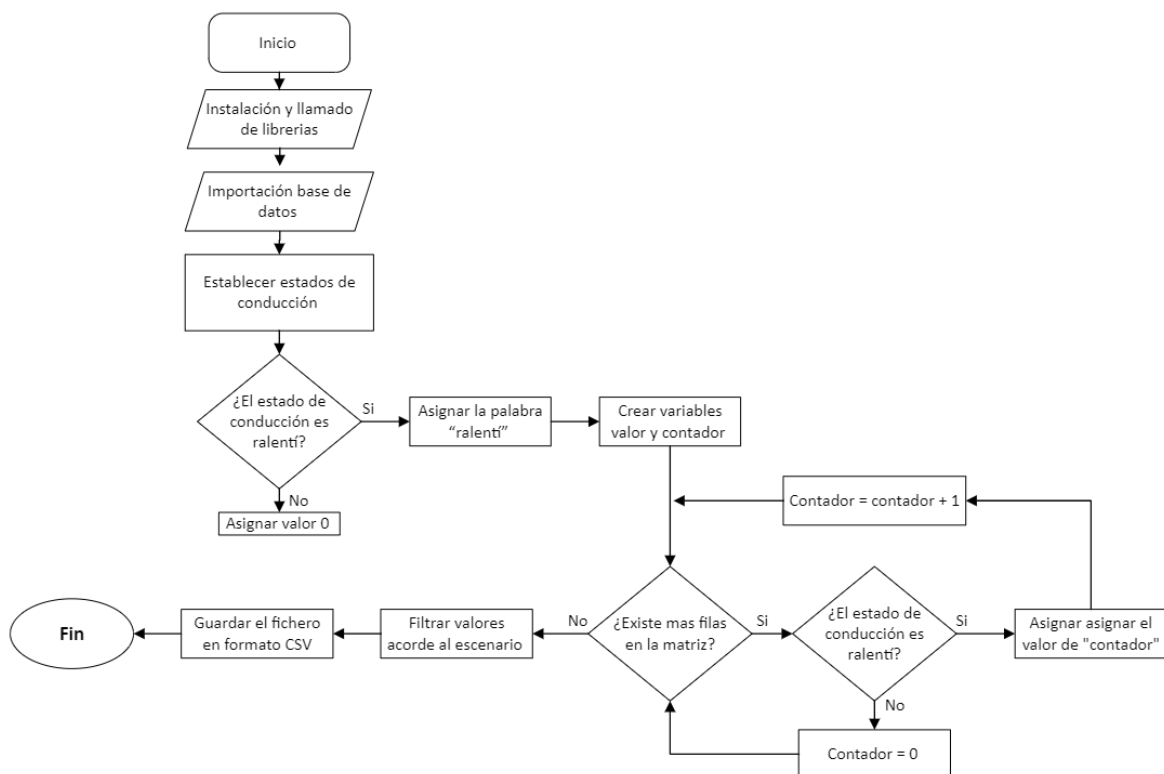 Inicio
Instalación y llamado
de librerias
Importación base de
datos
Establecer estados de
conducción
¿El estado de
conducción es
ralentí?
Si
Asignar la palabra
“ralentí”
Crear variables
valor y contador
No
Asignar valor 0
Contador = contador + 1
¿Existe mas filas
en la matriz?
Si
¿El estado de
conducción es
ralentí?
Si
Asignar asignar el
valor de "contador"
No
Contador = 0
No
Filtrar valores
acorde al escenario
Guardar el fichero
en formato CSV
Fin